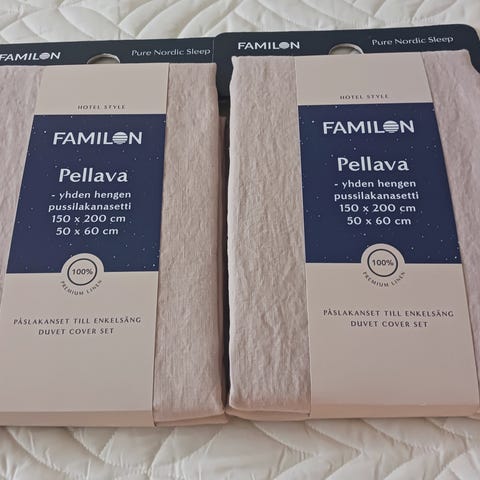 FAMILON Pure Nordic Sleep
HOTEL STYLE
FAMILON
Pellava
- yhden hengen
pussilakanasetti
150 x 200 cm
50 x 60 cm
100%
PREMIUM LINEN
PÅSLAKANSET TILL ENKELSÄNG
DUVET COVER SET
FAMILON Pure Nordic Sleep
HOTEL STYLE
FAMILON
Pellava
- yhden hengen
pussilakanasetti
150 x 200 cm
50 x 60 cm
100%
PREMIUM LINEN
PÅSLAKANSET TILL ENKELSÄNG
DUVET COVER SET